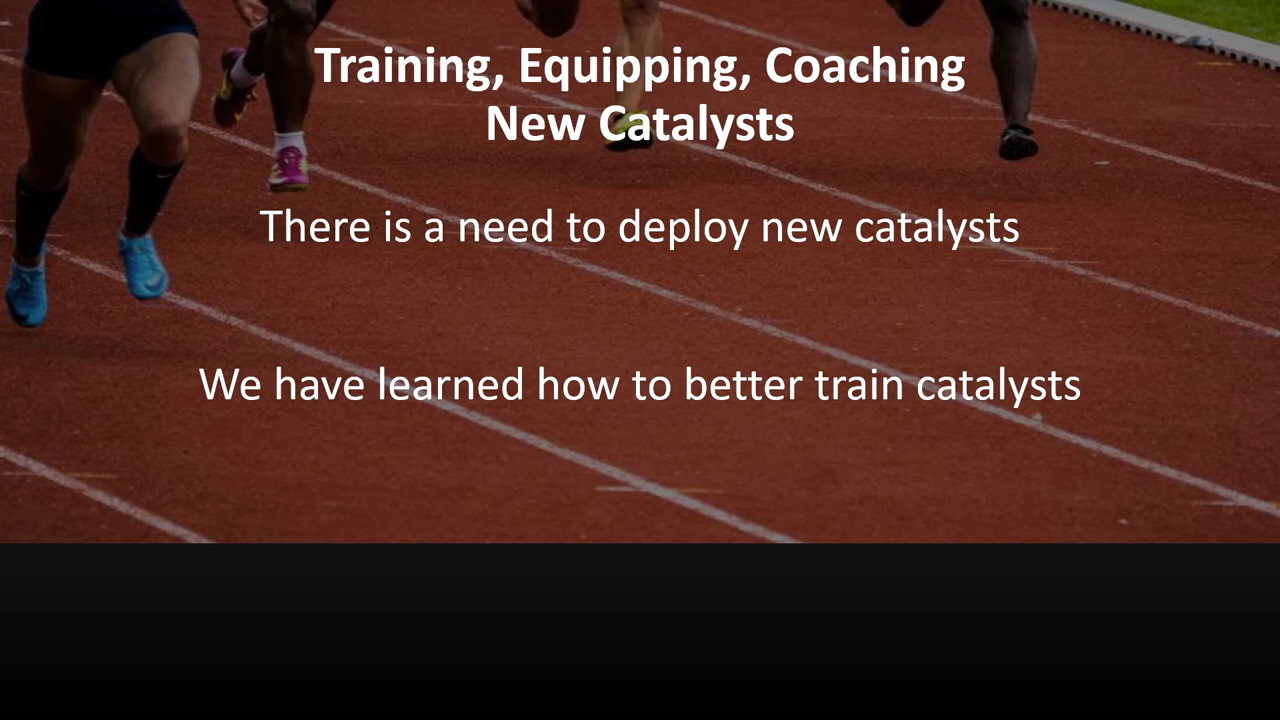 Training, Equipping, Coaching
New Catalysts
There is a need to deploy new catalysts
We have learned how to better train catalysts